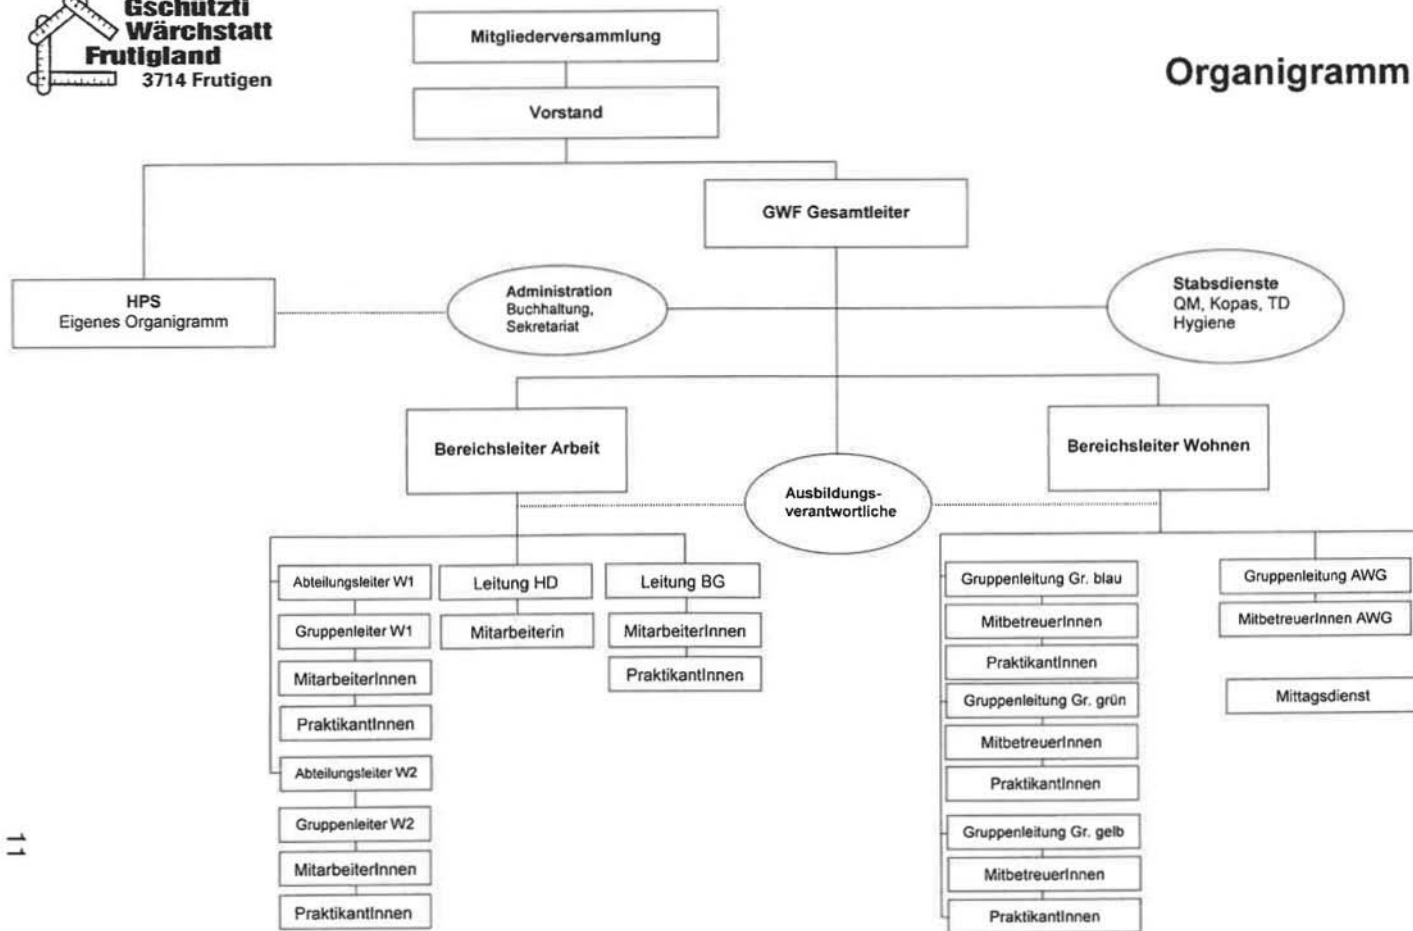 Gschützti
Wärchstatt
Frutigland
3714 Frutigen
Organigramm
Mitgliederversammlung
Vorstand
GWF Gesamtleiter
HPS
Eigenes Organigramm
Administration
Buchhaltung,
Sekretariat
Stabsdienste
QM, Kopas, TD
Hygiene
Bereichsleiter Arbeit
Ausbildungs-
verantwortliche
Bereichsleiter Wohnen
Abteilungsleiter W1
Gruppenleiter W1
MitarbeiterInnen
PraktikantInnen
Abteilungsleiter W2
Gruppenleiter W2
MitarbeiterInnen
PraktikantInnen
Leitung HD
Mitarbeiterin
Leitung BG
MitarbeiterInnen
PraktikantInnen
Gruppenleitung Gr. blau
MitbetreuerInnen
PraktikantInnen
Gruppenleitung Gr. grün
MitbetreuerInnen
PraktikantInnen
Gruppenleitung Gr. gelb
MitbetreuerInnen
PraktikantInnen
Gruppenleitung AWG
MitbetreuerInnen AWG
Mittagsdienst
11